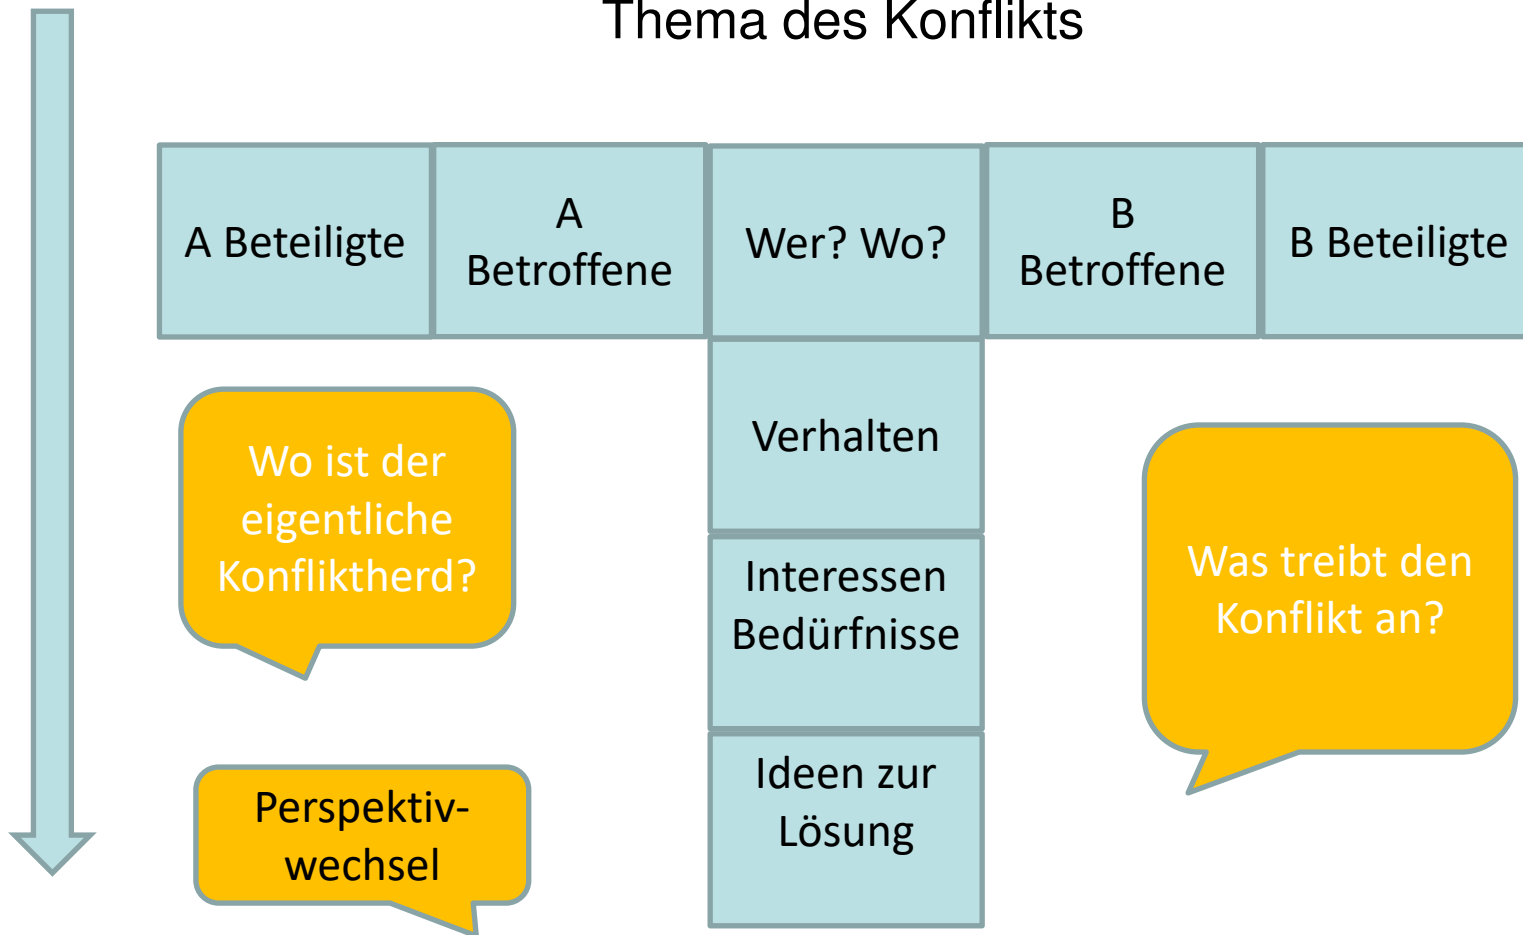 Thema des Konflikts
A Beteiligte
A
Betroffene
Wer? Wo?
B
Betroffene
B Beteiligte
Verhalten
Wo ist der
eigentliche
Konfliktherd?
Interessen
Bedürfnisse
Was treibt den
Konflikt an?
Ideen zur
Lösung
Perspektiv-
wechsel